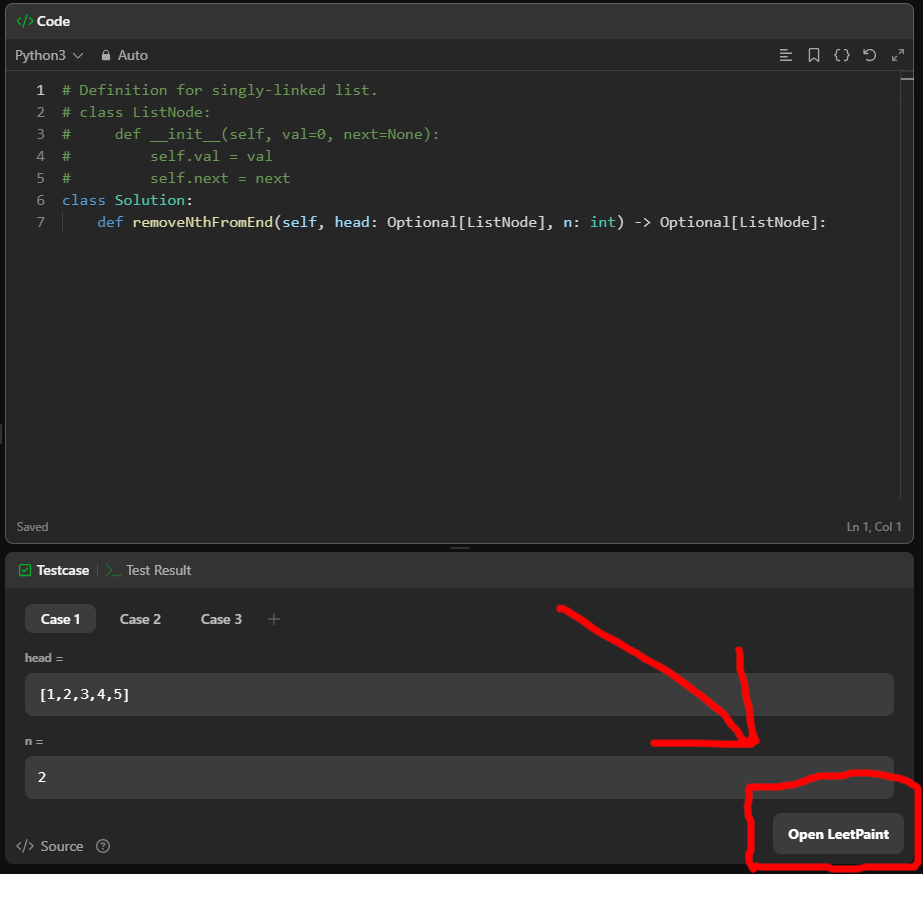 </> Code
Python3 Auto
1 # Definition for singly-linked list.
2 # class ListNode:
3 #     def __init__(self, val=0, next=None):
4 #         self.val = val
5 #         self.next = next
6 class Solution:
7     def removeNthFromEnd(self, head: Optional[ListNode], n: int) -> Optional[ListNode]:
Saved Ln 1, Col 1
Testcase | >_ Test Result
Case 1 Case 2 Case 3 +
head =
[1,2,3,4,5]
n =
2
Open LeetPaint
</> Source ?